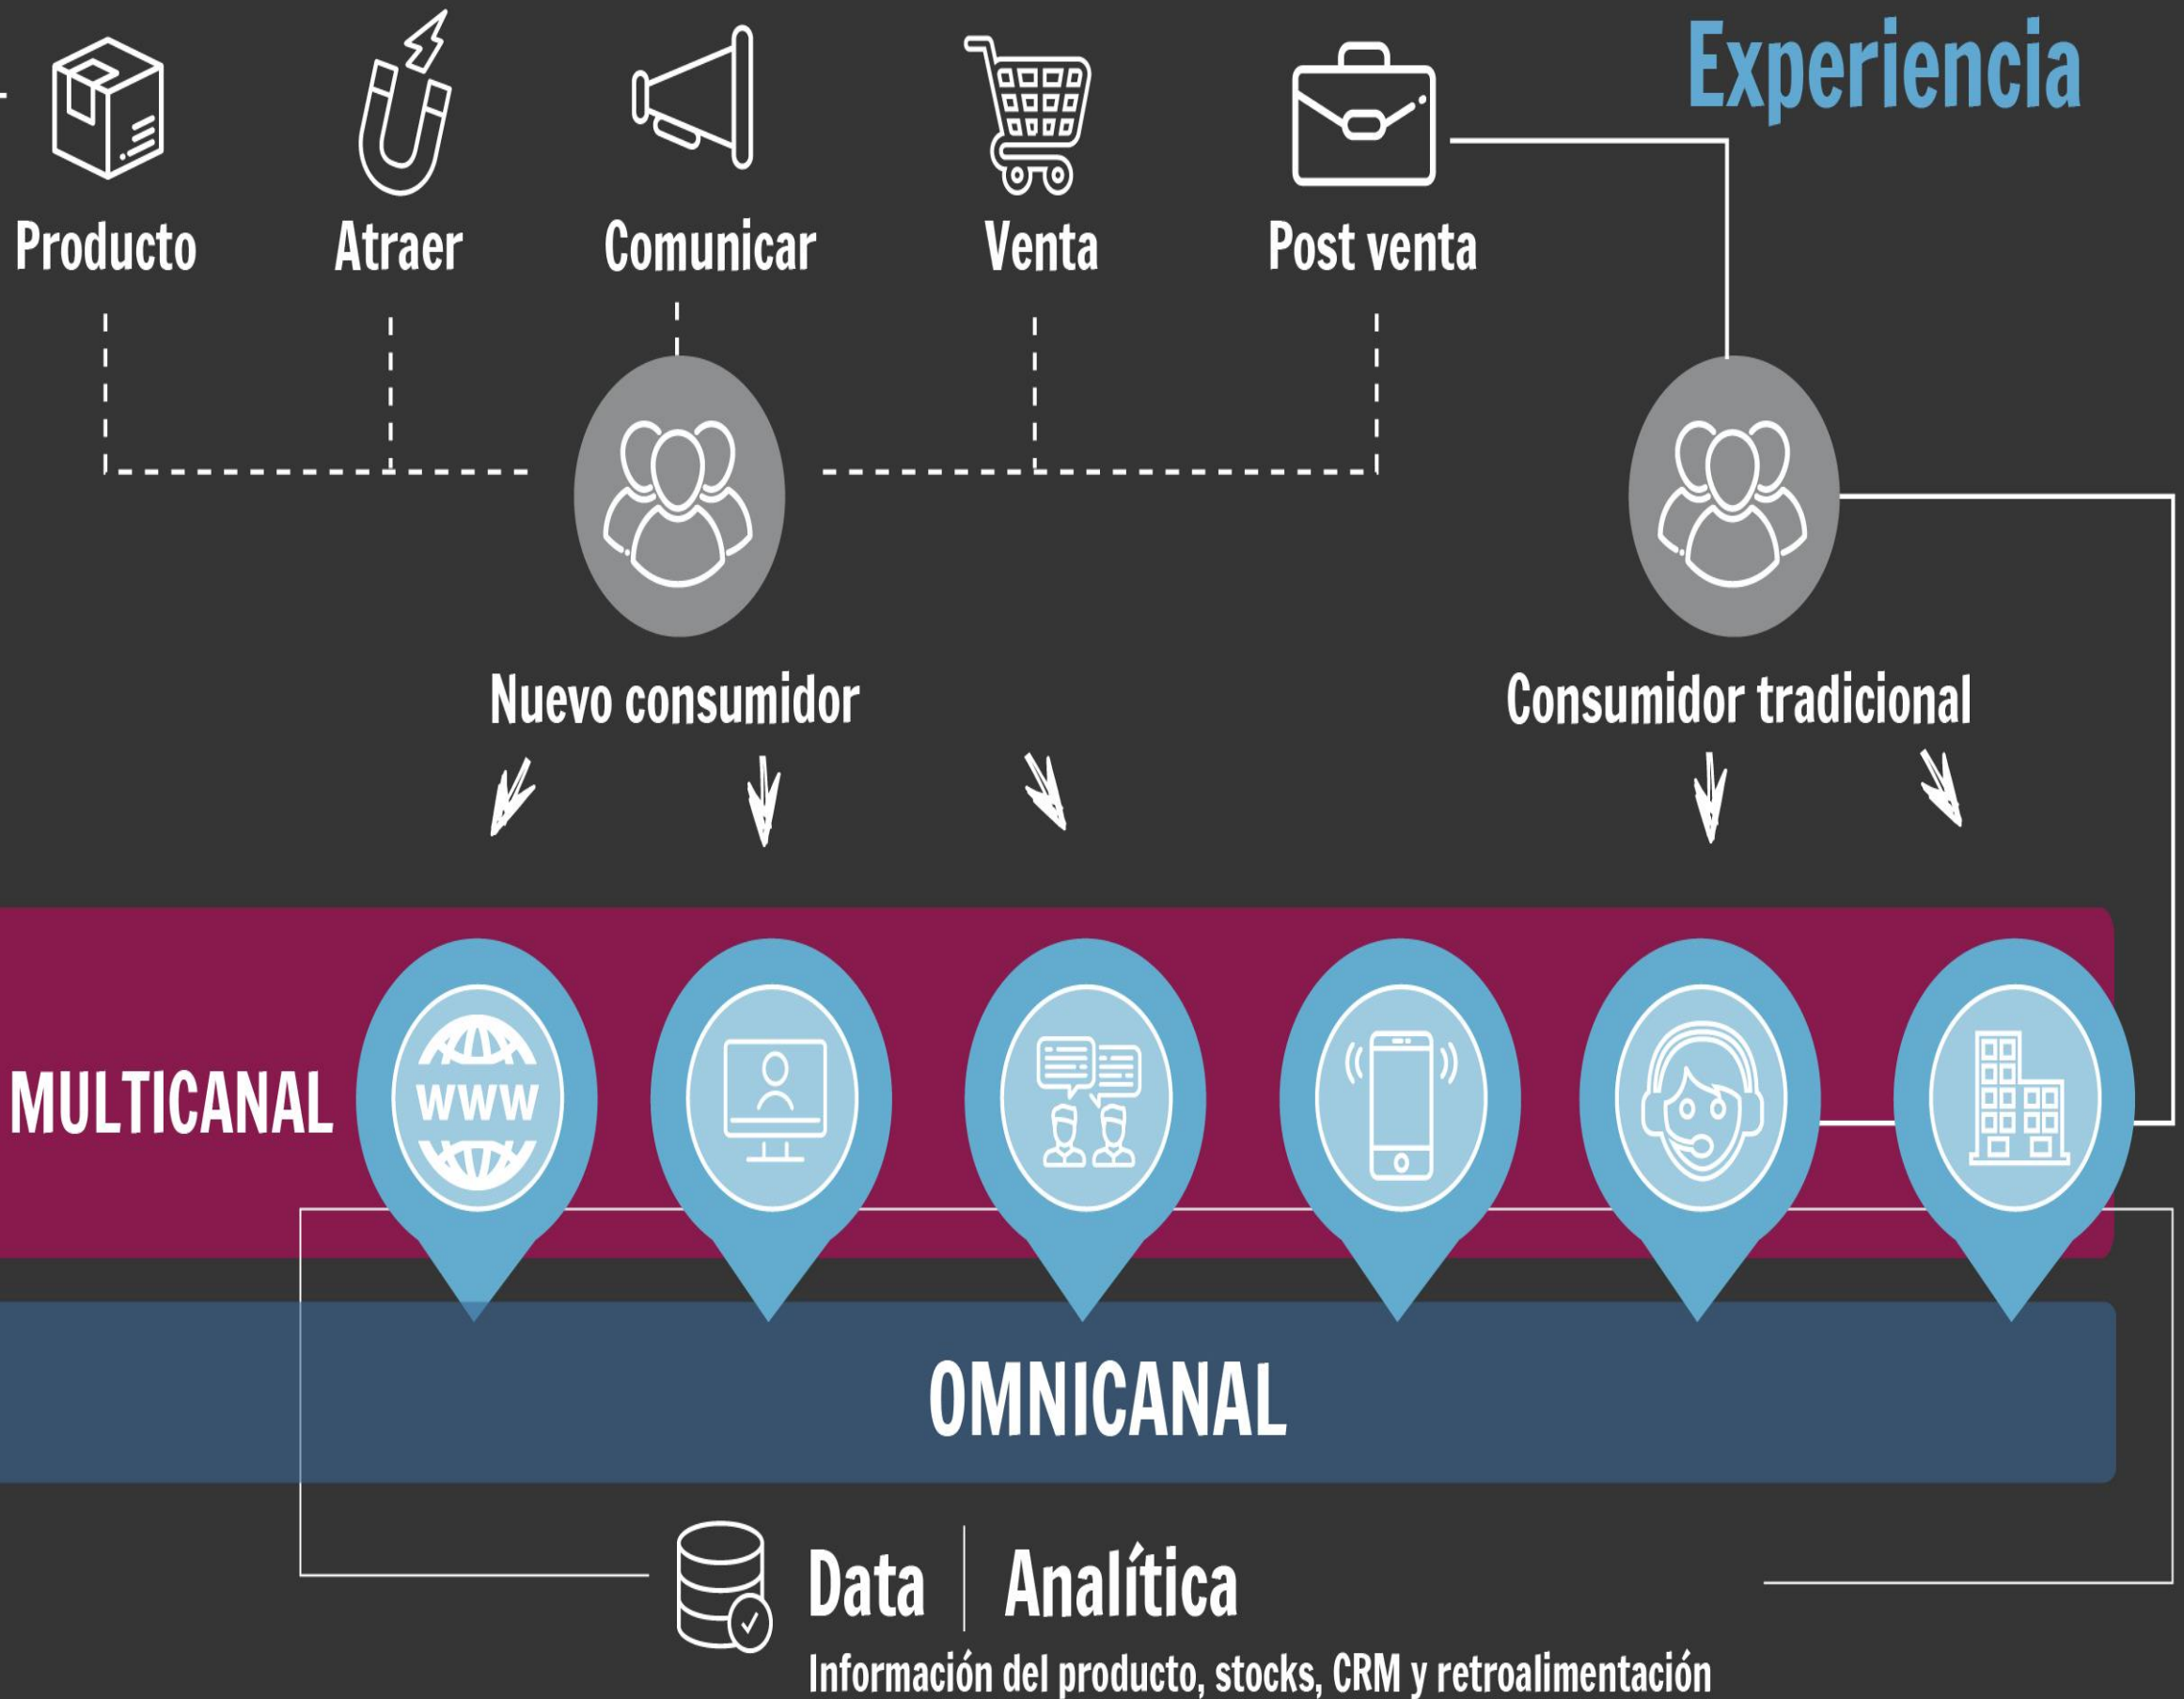 Experiencia
Producto
Atraer
Comunicar
Venta
Post venta
Nuevo consumidor
Consumidor tradicional
MULTICANAL
WWW
OMNICANAL
Data
Analítica
Información del producto, stocks, CRM y retroalimentación